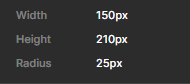 Width 150px
Height 210px
Radius 25px